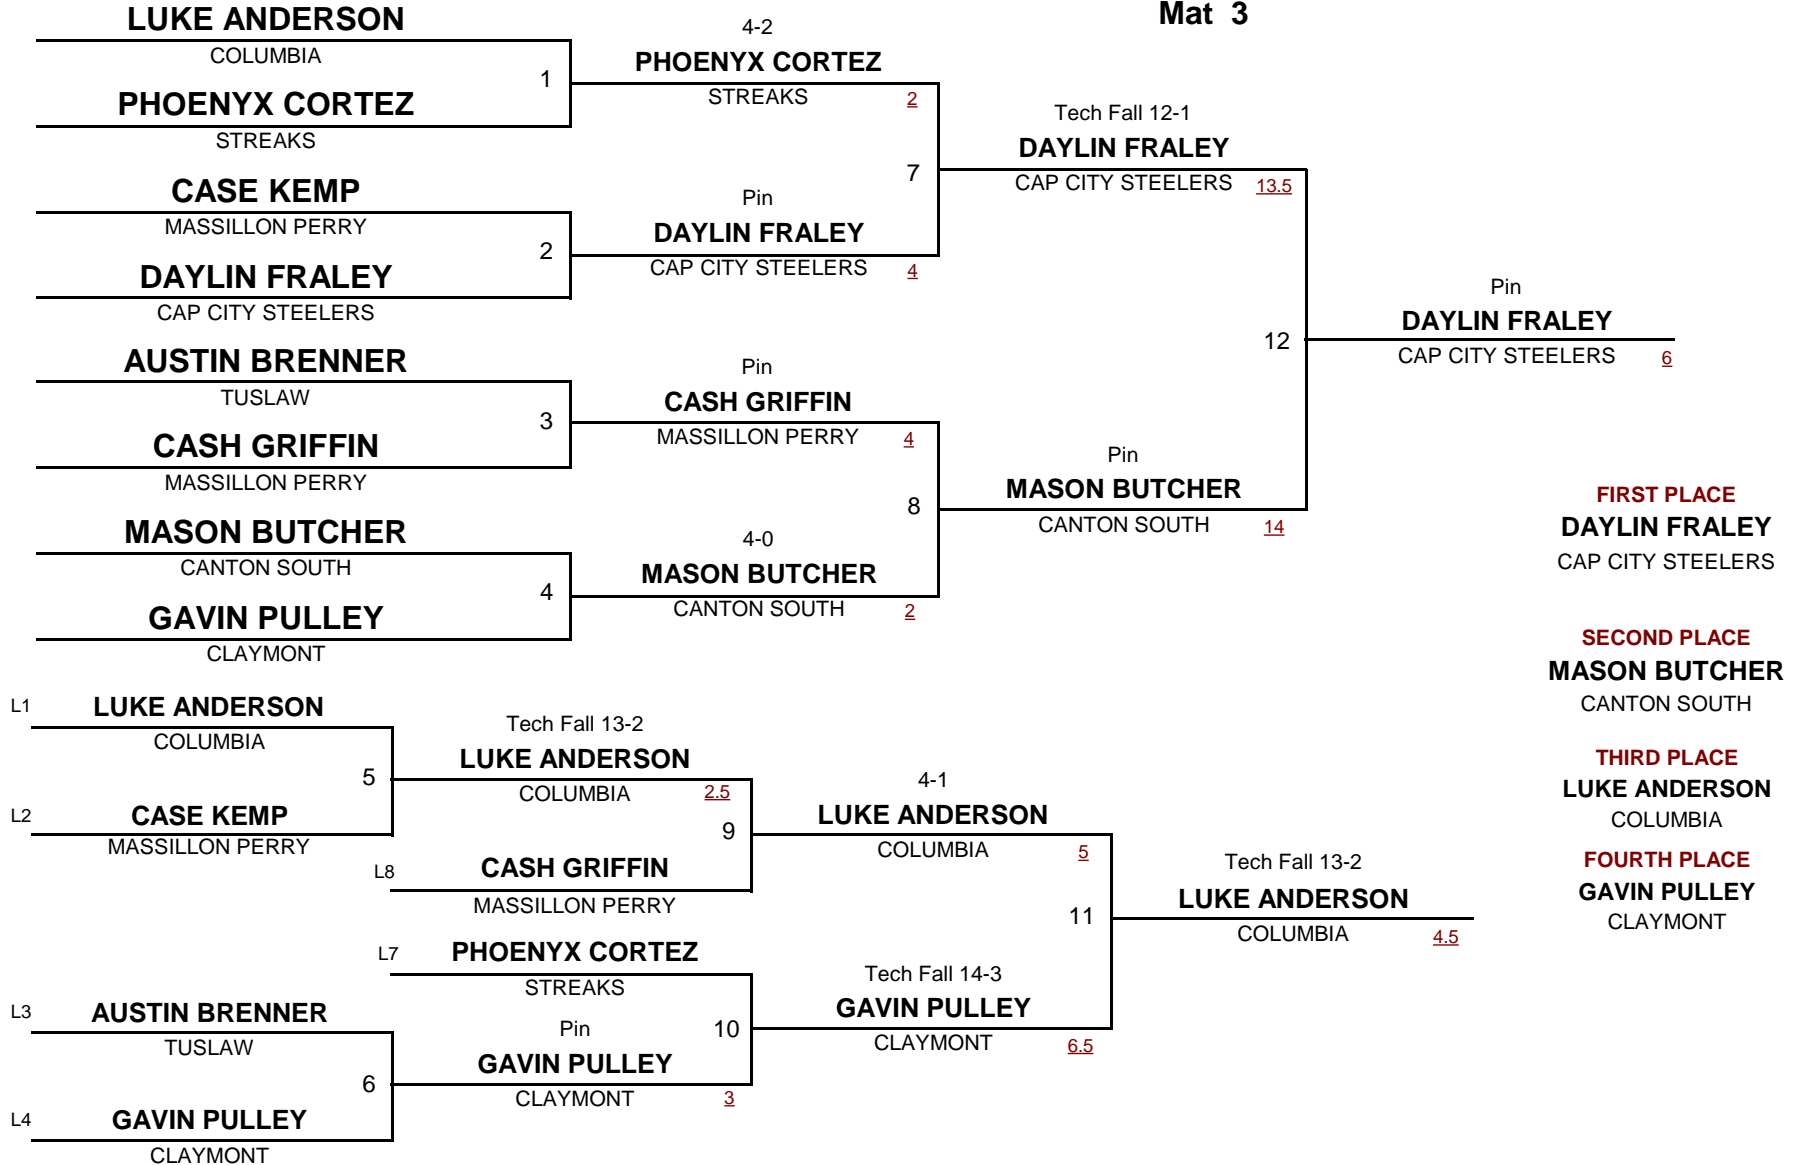 Mat 3
LUKE ANDERSON
COLUMBIA
1
PHOENYX CORTEZ
STREAKS
4-2
PHOENYX CORTEZ
STREAKS
2
CASE KEMP
MASSILLON PERRY
2
DAYLIN FRALEY
CAP CITY STEELERS
Pin
DAYLIN FRALEY
CAP CITY STEELERS
4
7
Tech Fall 12-1
DAYLIN FRALEY
CAP CITY STEELERS
13.5
AUSTIN BRENNER
TUSLAW
3
CASH GRIFFIN
MASSILLON PERRY
Pin
CASH GRIFFIN
MASSILLON PERRY
4
MASON BUTCHER
CANTON SOUTH
4
GAVIN PULLEY
CLAYMONT
4-0
MASON BUTCHER
CANTON SOUTH
2
8
Pin
MASON BUTCHER
CANTON SOUTH
14
12
Pin
DAYLIN FRALEY
CAP CITY STEELERS
6
FIRST PLACE
DAYLIN FRALEY
CAP CITY STEELERS
SECOND PLACE
MASON BUTCHER
CANTON SOUTH
THIRD PLACE
LUKE ANDERSON
COLUMBIA
FOURTH PLACE
GAVIN PULLEY
CLAYMONT
L1
LUKE ANDERSON
COLUMBIA
5
L2
CASE KEMP
MASSILLON PERRY
Tech Fall 13-2
LUKE ANDERSON
COLUMBIA
2.5
9
L8
CASH GRIFFIN
MASSILLON PERRY
4-1
LUKE ANDERSON
COLUMBIA
5
L7
PHOENYX CORTEZ
STREAKS
10
L3
AUSTIN BRENNER
TUSLAW
6
L4
GAVIN PULLEY
CLAYMONT
Pin
GAVIN PULLEY
CLAYMONT
3
Tech Fall 14-3
GAVIN PULLEY
CLAYMONT
6.5
11
Tech Fall 13-2
LUKE ANDERSON
COLUMBIA
4.5